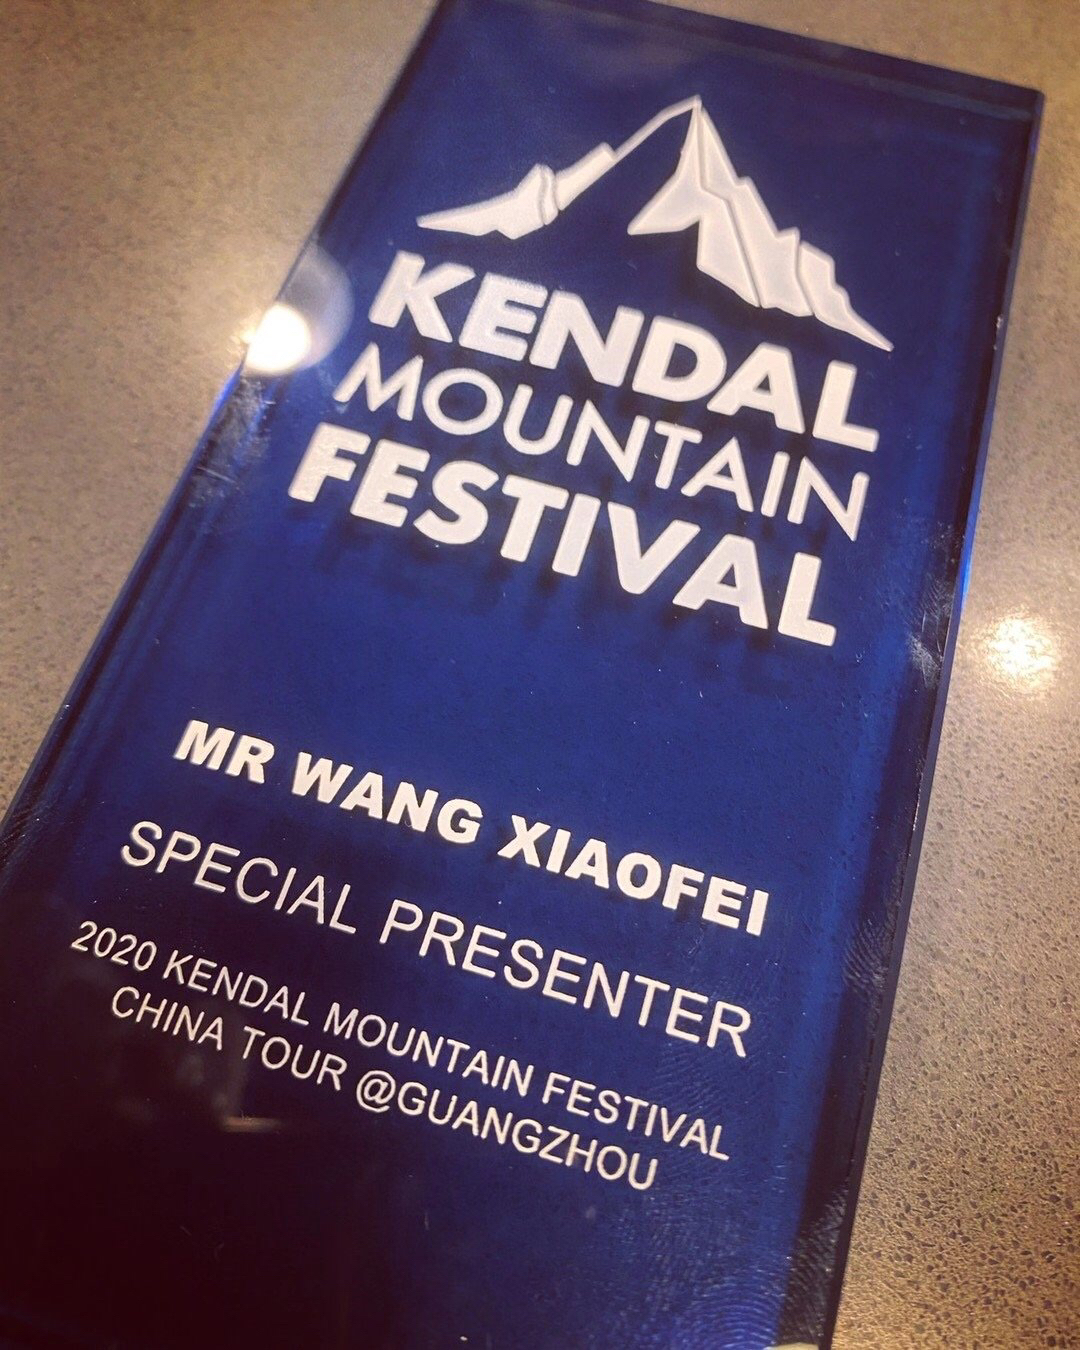 KENDAL
MOUNTAIN
FESTIVAL
MR WANG XIAOFEI
SPECIAL PRESENTER
2020 KENDAL MOUNTAIN FESTIVAL
CHINA TOUR @GUANGZHOU